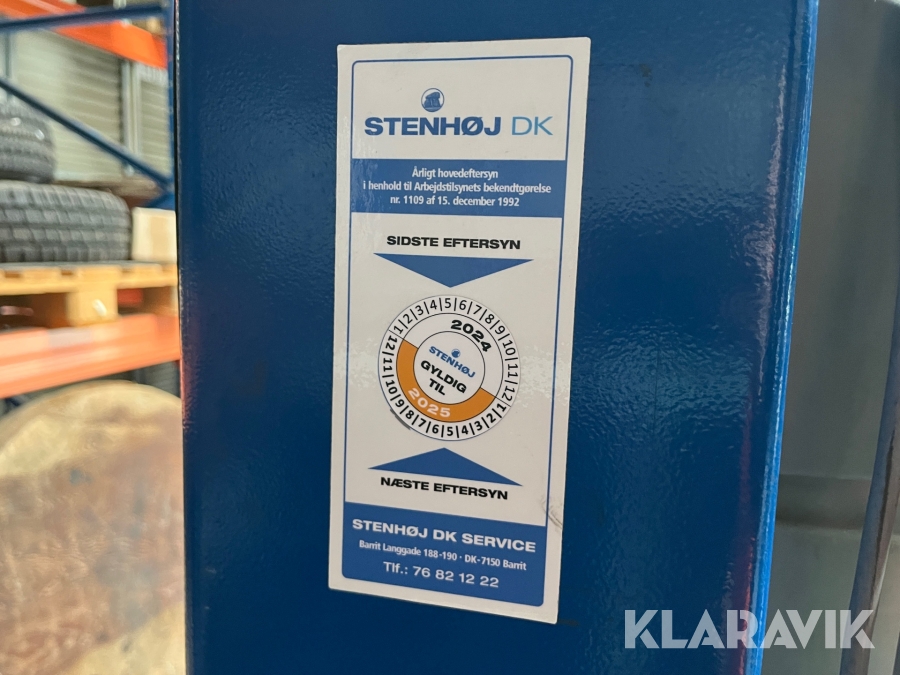 STENHØJ DK
Årligt hovedeftersyn
i henhold til Arbejdstilsynets bekendtgørelse
nr. 1109 af 15. december 1992
SIDSTE EFTERSYN
1|2|3|4|5|6|7|8|9|10|11|12
2024
STENHØJ
GYLDIG
TIL
2025
1|2|3|4|5|6|7|8|9|10|11|12
NÆSTE EFTERSYN
STENHØJ DK SERVICE
Barrit Langgade 188-190 · DK-7150 Barrit
Tlf.: 76 82 12 22
KLARAVIK